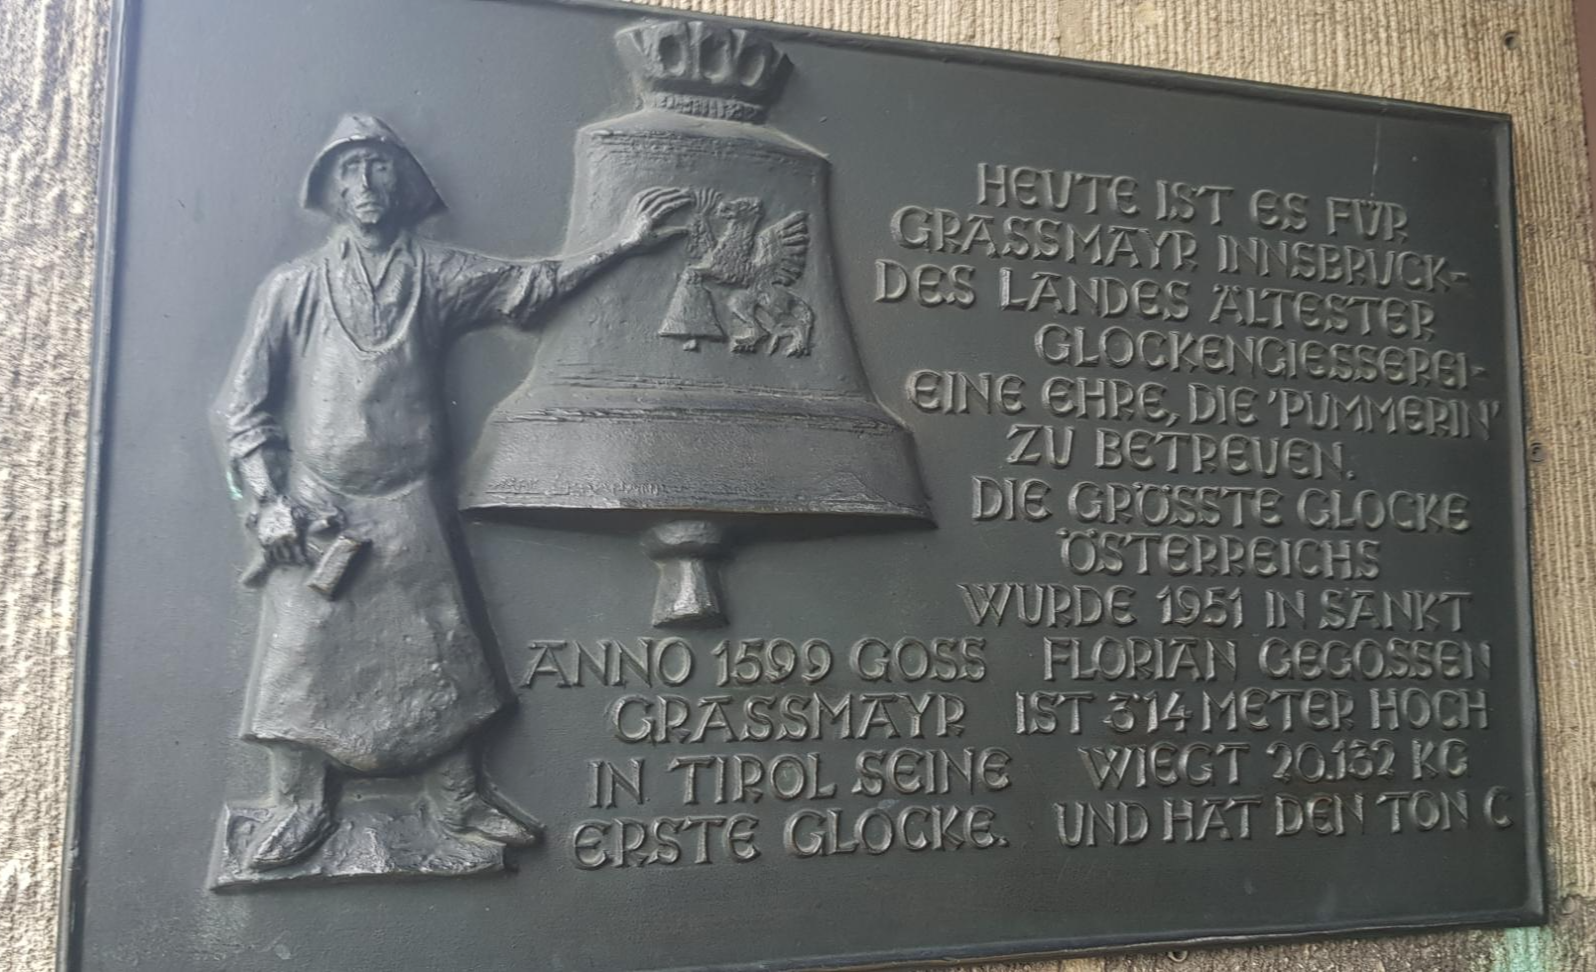 HEUTE IST ES FÜR
GRASSMAYR INNSBRUCK-
DES LANDES ÄLTESTER
GLOCKENGIESSEREI-
EINE EHRE, DIE 'PUMMERIN'
ZU BETREUEN.
DIE GRÖSSTE GLOCKE
ÖSTERREICHS
WURDE 1951 IN SANKT
FLORIAN GEGOSSEN
IST 3'14 METER HOCH
WIEGT 20.132 KG
UND HAT DEN TON C
ANNO 1599 GOSS
GRASSMAYR
IN TIROL SEINE
ERSTE GLOCKE.